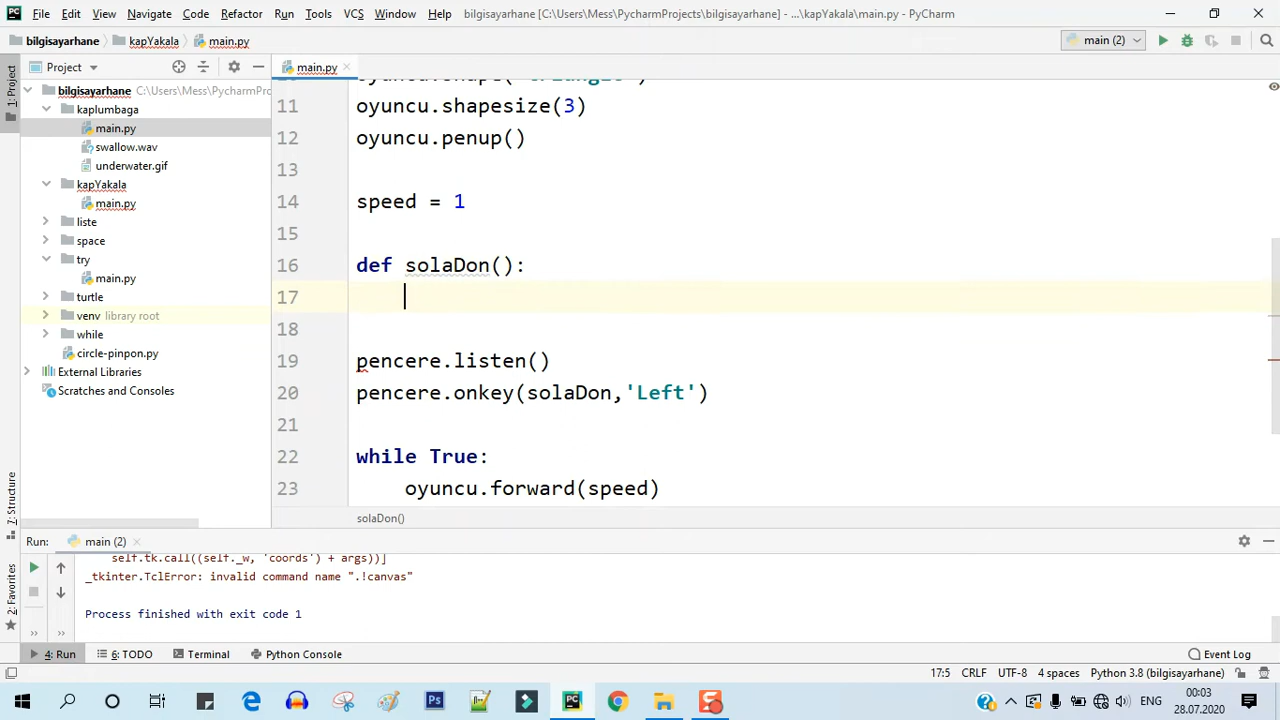 File Edit View Navigate Code Refactor Run Tools VCS Window Help bilgisayarhane [C:\Users\Mess\PycharmProjects\bilgisayarhane] - ...\kapYakala\main.py - PyCharm
bilgisayarhane kapYakala main.py
main (2)
Project
main.py
1: Project
bilgisayarhane C:\Users\Mess\PycharmPro
kaplumbaga
main.py
swallow.wav
underwater.gif
kapYakala
main.py
liste
space
try
main.py
turtle
venv library root
while
circle-pinpon.py
External Libraries
Scratches and Consoles
11 oyuncu.shapesize(3)
12 oyuncu.penup()
13
14 speed = 1
15
16 def solaDon():
17
18
19 pencere.listen()
20 pencere.onkey(solaDon,'Left')
21
22 while True:
23 oyuncu.forward(speed)
solaDon()
7: Structure
2: Favorites
Run: main (2)
self.tk.call((self._w, 'coords') + args))]
_tkinter.TclError: invalid command name ".!canvas"
Process finished with exit code 1
4: Run 6: TODO Terminal Python Console Event Log
17:5 CRLF UTF-8 4 spaces Python 3.8 (bilgisayarhane)
ENG
00:03
28.07.2020